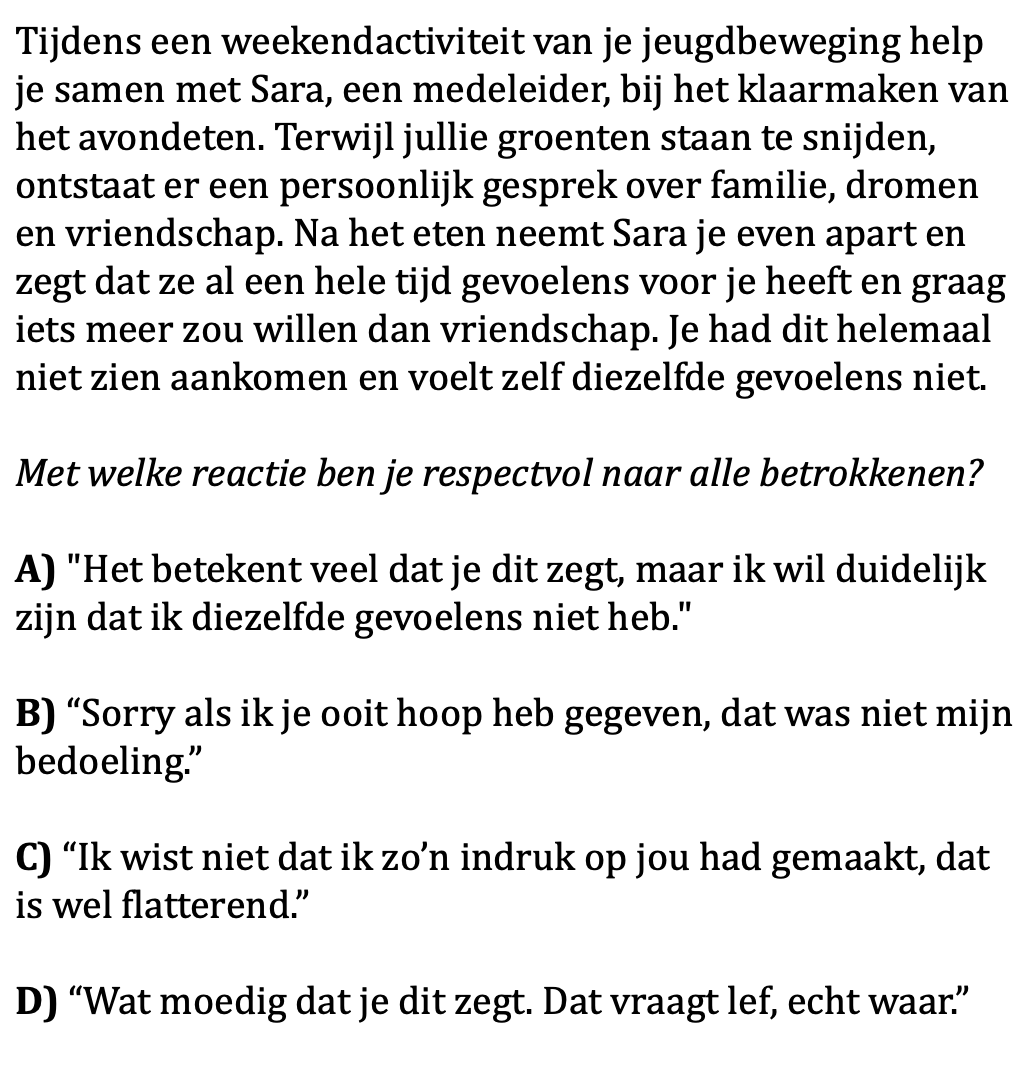 Tijdens een weekendactiviteit van je jeugdbeweging help
je samen met Sara, een medeleider, bij het klaarmaken van
het avondeten. Terwijl jullie groenten staan te snijden,
ontstaat er een persoonlijk gesprek over familie, dromen
en vriendschap. Na het eten neemt Sara je even apart en
zegt dat ze al een hele tijd gevoelens voor je heeft en graag
iets meer zou willen dan vriendschap. Je had dit helemaal
niet zien aankomen en voelt zelf diezelfde gevoelens niet.
Met welke reactie ben je respectvol naar alle betrokkenen?
A) "Het betekent veel dat je dit zegt, maar ik wil duidelijk
zijn dat ik diezelfde gevoelens niet heb."
B) “Sorry als ik je ooit hoop heb gegeven, dat was niet mijn
bedoeling.”
C) “Ik wist niet dat ik zo’n indruk op jou had gemaakt, dat
is wel flatterend.”
D) “Wat moedig dat je dit zegt. Dat vraagt lef, echt waar.”